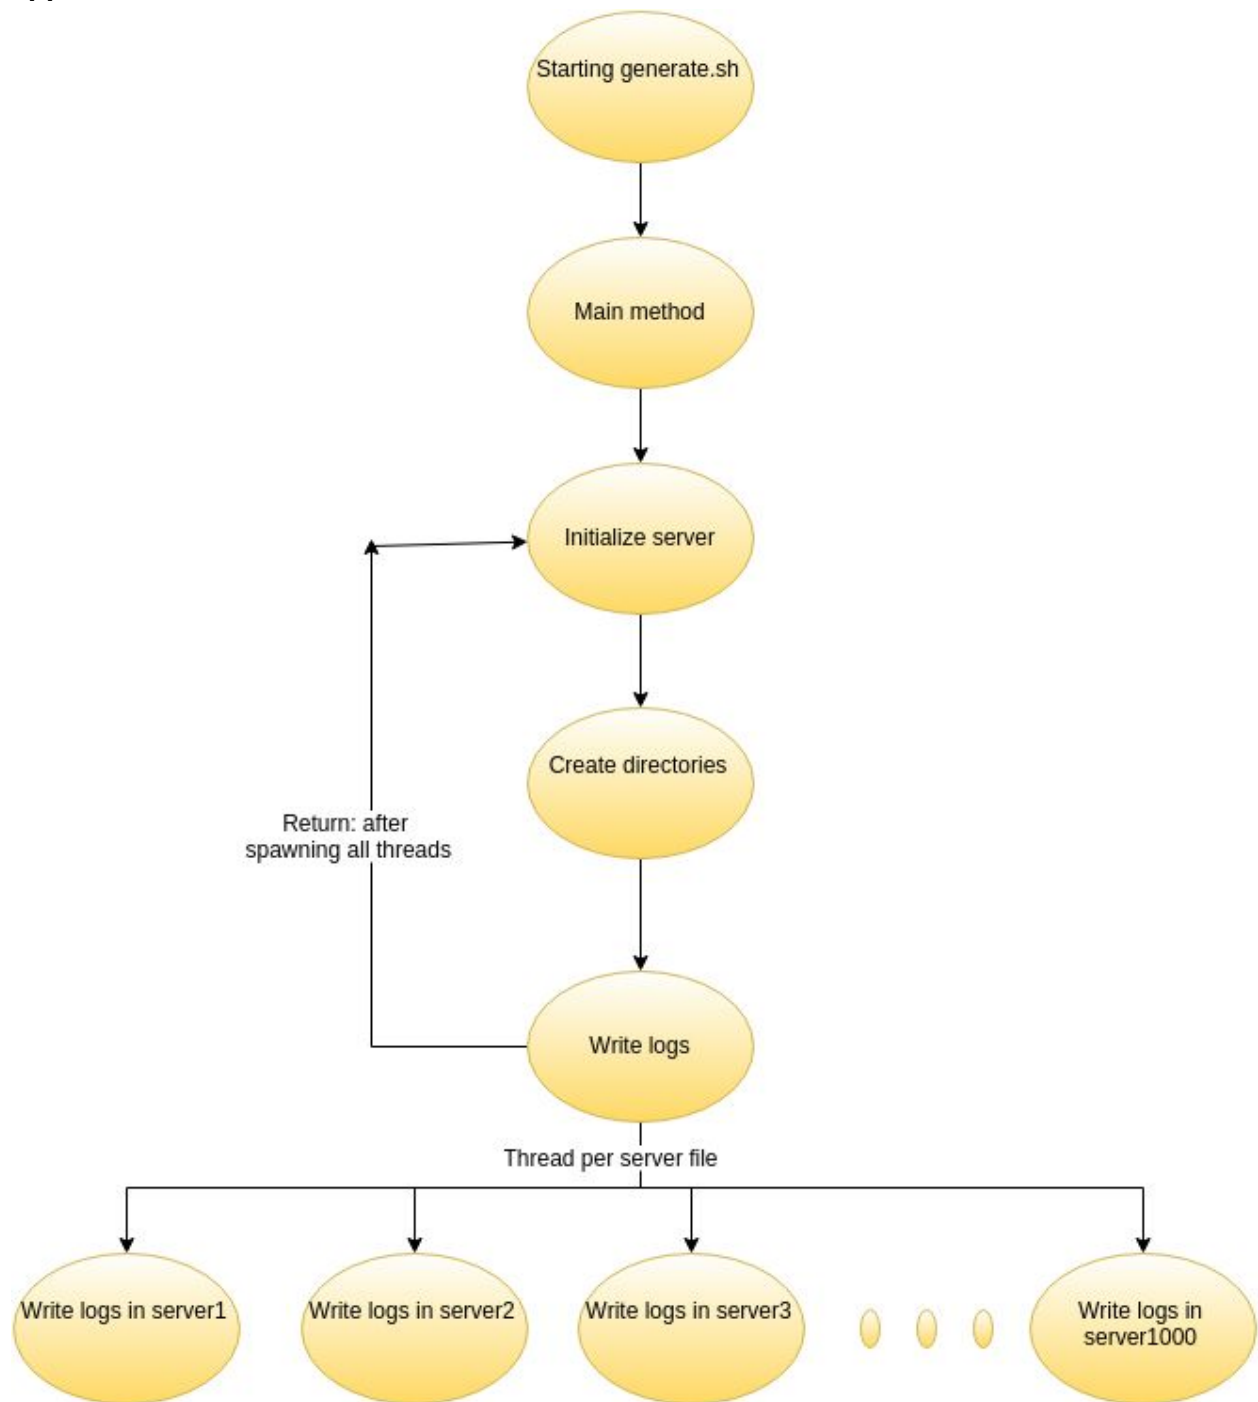 Starting generate.sh
Main method
Initialize server
Create directories
Return: after
spawning all threads
Write logs
Thread per server file
Write logs in server1
Write logs in server2
Write logs in server3
Write logs in
server1000